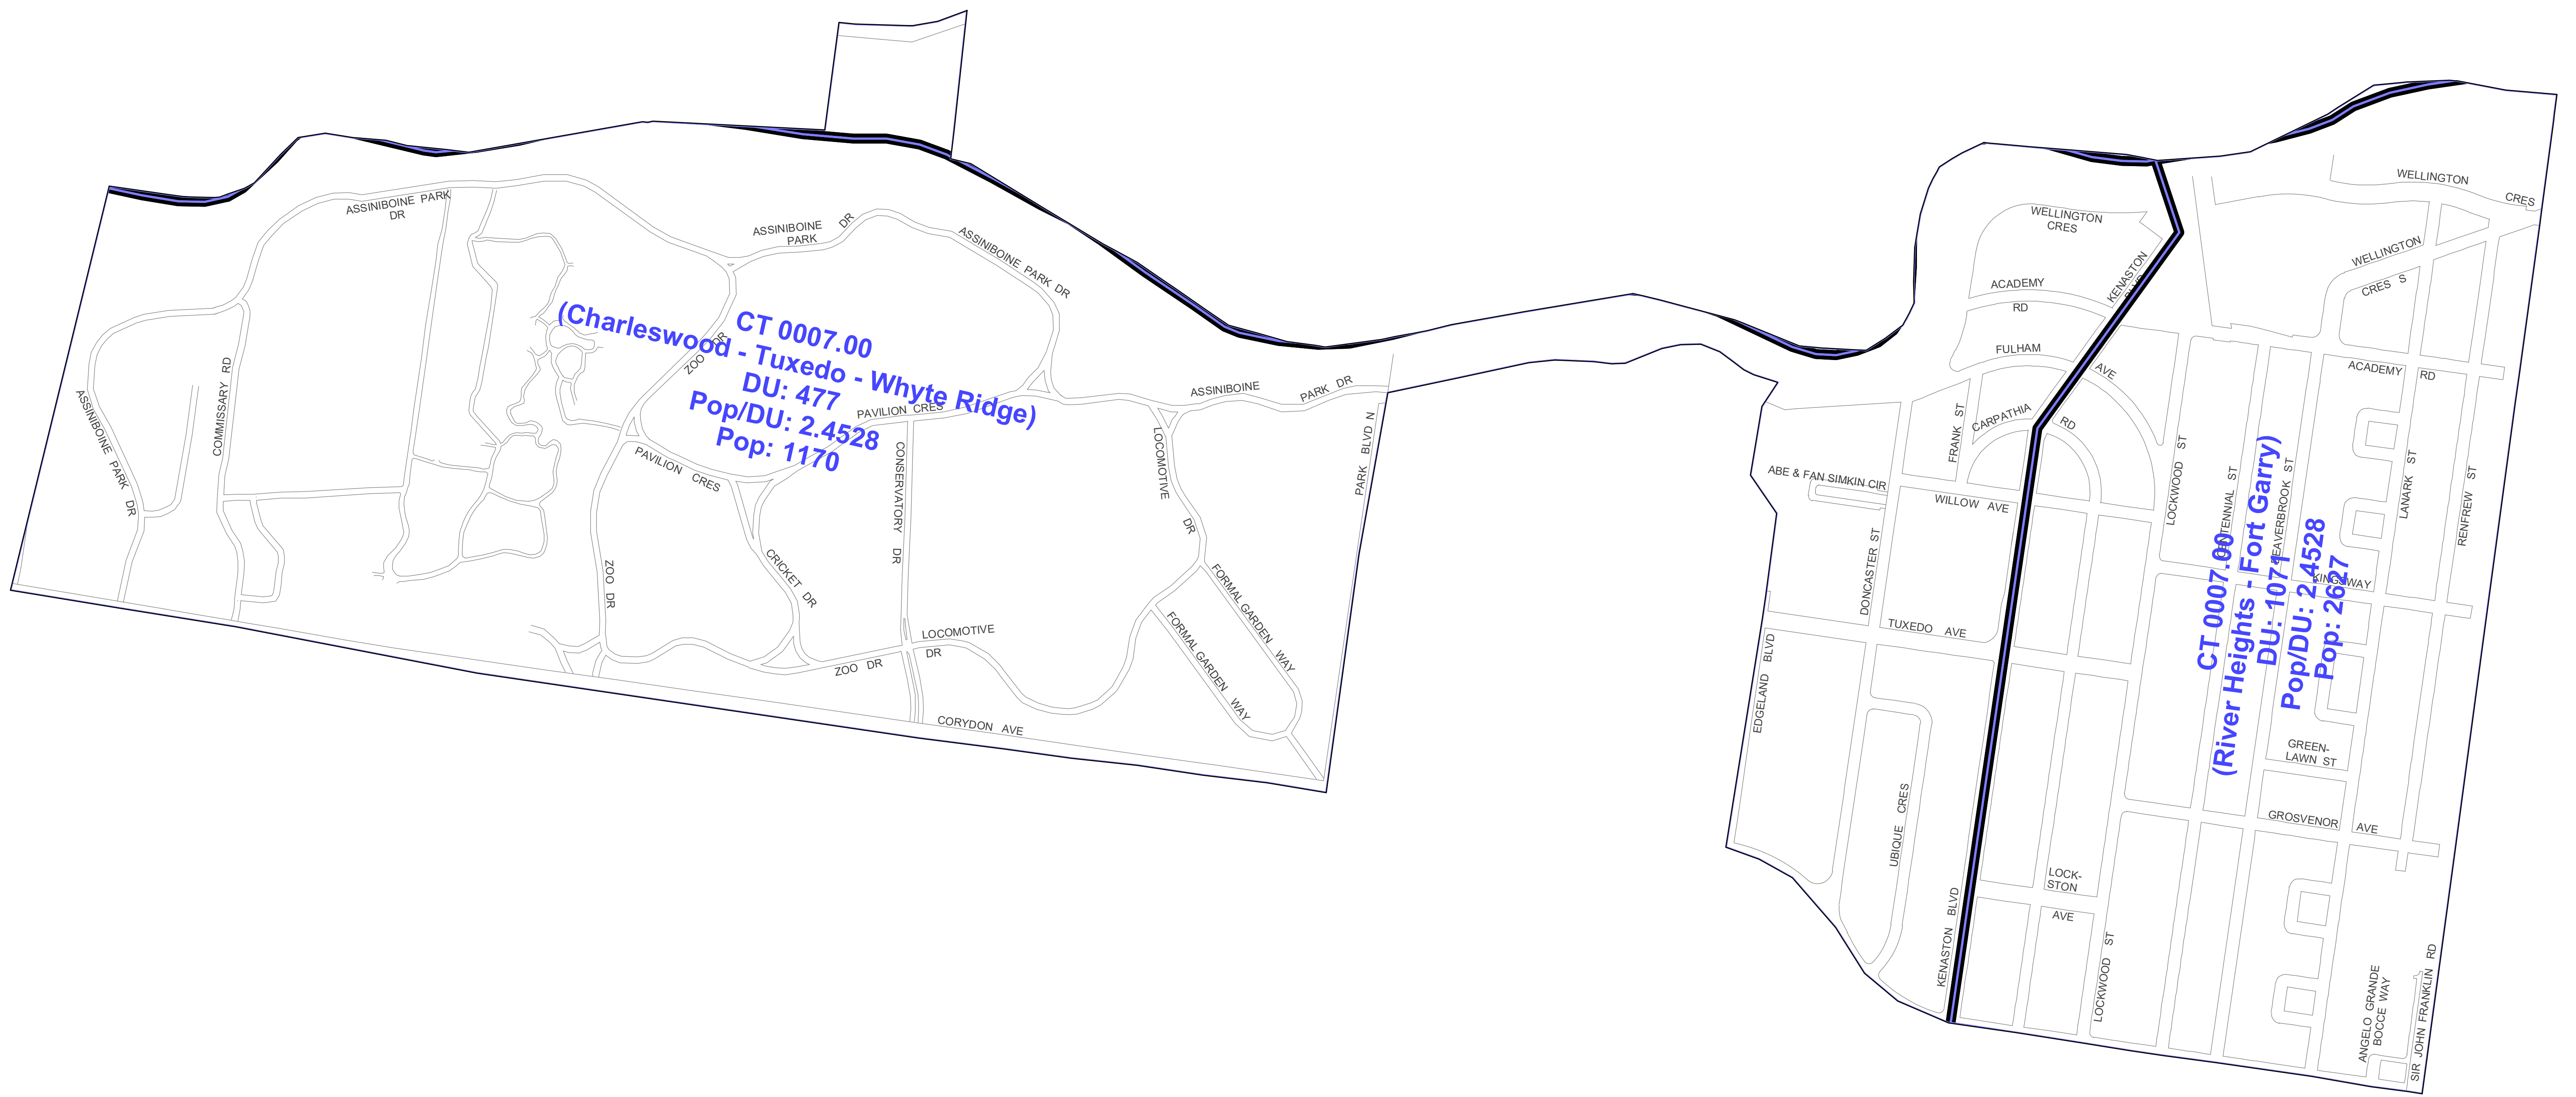 ASSINIBOINE PARK
DR
ASSINIBOINE
PARK
DR
ASSINIBOINE PARK DR
ASSINIBOINE PARK DR
COMMISSARY RD
ZOO DR
CT 0007.00
(Charleswood - Tuxedo - Whyte Ridge)
DU: 477
Pop/DU: 2.4528
Pop: 1170
PAVILION CRES
PAVILION CRES
CONSERVATORY DR
CRICKET DR
ZOO DR
ZOO DR
LOCOMOTIVE
DR
LOCOMOTIVE DR
ASSINIBOINE PARK DR
PARK BLVD N
FORMAL GARDEN WAY
FORMAL GARDEN WAY
CORYDON AVE
WELLINGTON
CRES
ACADEMY
RD
KENASTON
BLVD
FULHAM AVE
FRANK ST
CARPATHIA RD
ABE & FAN SIMKIN CIR
WILLOW AVE
DONCASTER ST
TUXEDO AVE
EDGELAND BLVD
UBIQUE CRES
KENASTON BLVD
WELLINGTON CRES
WELLINGTON
CRES S
ACADEMY RD
LOCKWOOD ST
CENTENNIAL ST
BEAVERBROOK ST
LANARK ST
RENFREW ST
KINGSWAY
CT 0007.00
(River Heights - Fort Garry)
DU: 1071
Pop/DU: 2.4528
Pop: 2627
GREEN-
LAWN ST
GROSVENOR AVE
LOCK-
STON
AVE
LOCKWOOD ST
ANGELO GRANDE
BOCCE WAY
SIR JOHN FRANKLIN RD